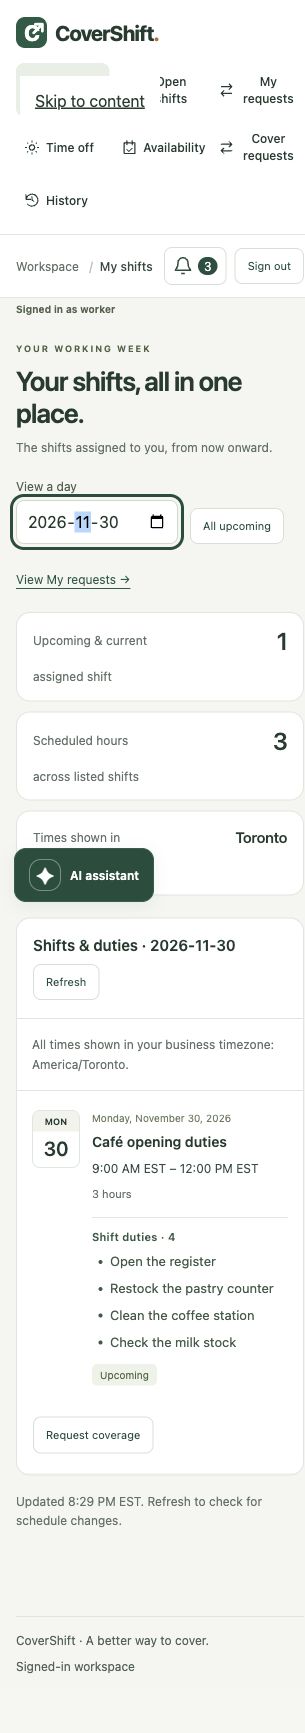 CoverShift.
Skip to content
Open shifts
My requests
Time off
Availability
Cover requests
History
Workspace / My shifts
3
Sign out
Signed in as worker
YOUR WORKING WEEK
Your shifts, all in one
place.
The shifts assigned to you, from now onward.
View a day
2026-11-30
All upcoming
View My requests →
Upcoming & current
1
assigned shift
Scheduled hours
3
across listed shifts
Times shown in
Toronto
AI assistant
Shifts & duties · 2026-11-30
Refresh
All times shown in your business timezone:
America/Toronto.
MON
30
Monday, November 30, 2026
Café opening duties
9:00 AM EST – 12:00 PM EST
3 hours
Shift duties · 4
• Open the register
• Restock the pastry counter
• Clean the coffee station
• Check the milk stock
Upcoming
Request coverage
Updated 8:29 PM EST. Refresh to check for
schedule changes.
CoverShift · A better way to cover.
Signed-in workspace